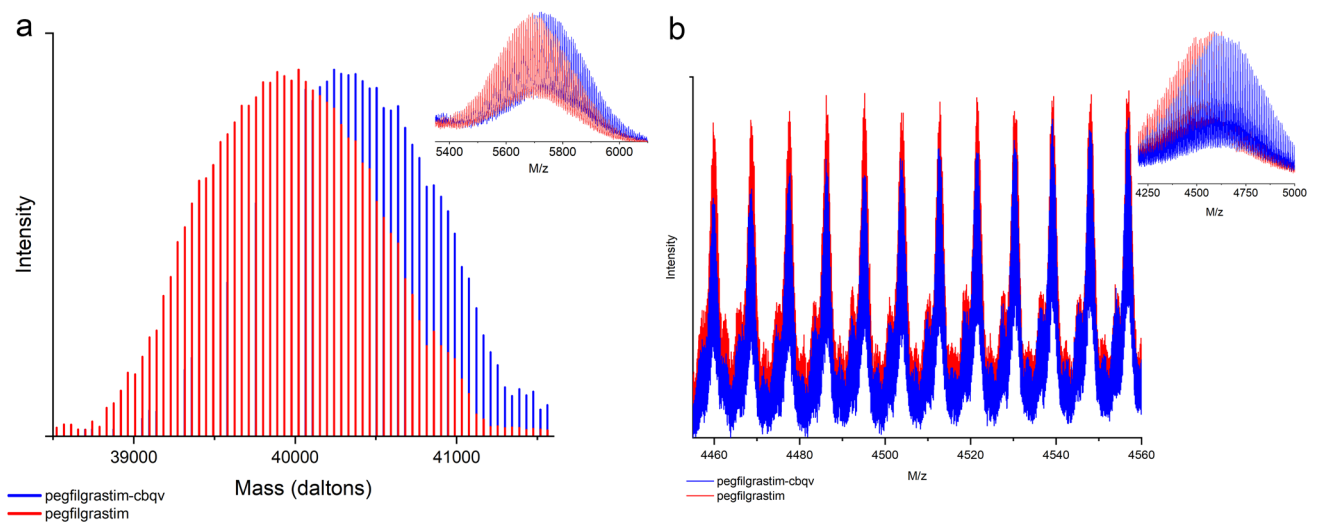 a
Intensity
5400 5600 5800 6000
M/z
39000 40000 41000
Mass (daltons)
pegfilgrastim-cbqv
pegfilgrastim
b
Intensity
4250 4500 4750 5000
M/z
4460 4480 4500 4520 4540 4560
M/z
pegfilgrastim-cbqv
pegfilgrastim